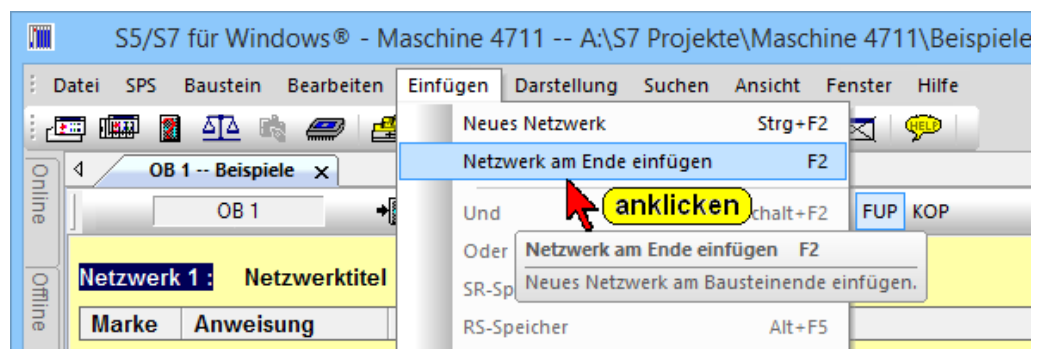 S5/S7 für Windows® - Maschine 4711 -- A:\S7 Projekte\Maschine 4711\Beispiele
Datei SPS Baustein Bearbeiten Einfügen Darstellung Suchen Ansicht Fenster Hilfe
HELP
Neues Netzwerk Strg+F2
Netzwerk am Ende einfügen F2
Online
OB 1 -- Beispiele x
OB 1
Und chalt+F2
anklicken
FUP KOP
Oder
Netzwerk am Ende einfügen F2
Neues Netzwerk am Bausteinende einfügen.
Offline
Netzwerk 1 : Netzwerktitel
SR-Sp
Marke Anweisung
RS-Speicher Alt+F5